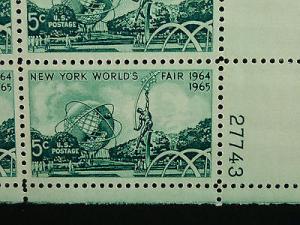 5c
U.S.
POSTAGE
NEW YORK WORLD'S FAIR 1964
1965
5c
U.S.
POSTAGE
27743